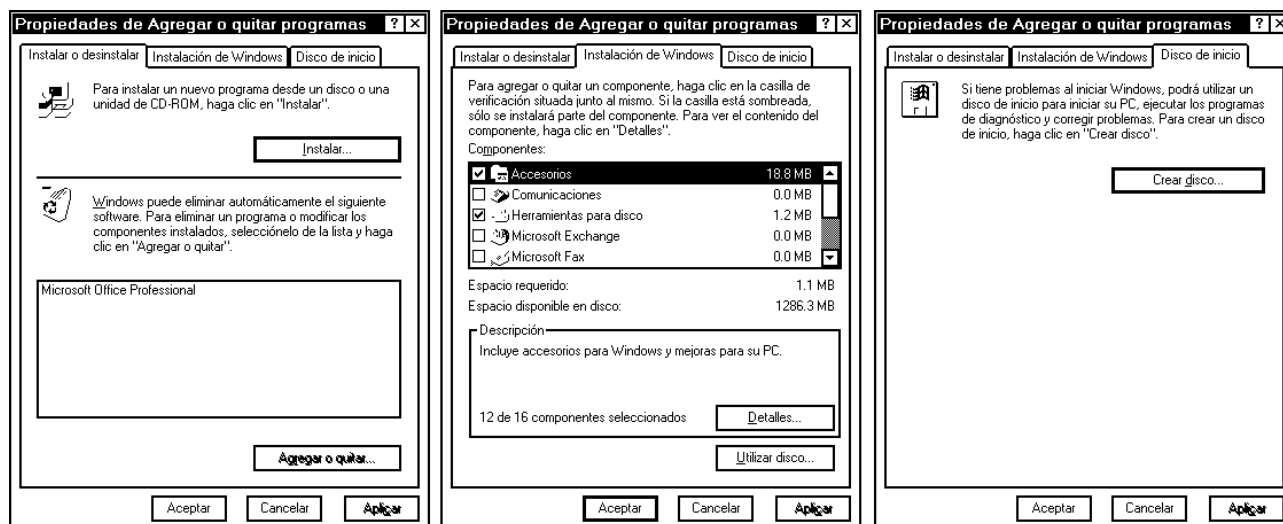 Propiedades de Agregar o quitar programas
Instalar o desinstalar Instalación de Windows Disco de inicio
Para instalar un nuevo programa desde un disco o una
unidad de CD-ROM, haga clic en "Instalar".
Instalar...
Windows puede eliminar automáticamente el siguiente
software. Para eliminar un programa o modificar los
componentes instalados, selecciónelo de la lista y haga
clic en "Agregar o quitar".
Microsoft Office Professional
Agregar o quitar...
Aceptar Cancelar Aplicar
Propiedades de Agregar o quitar programas
Instalar o desinstalar Instalación de Windows Disco de inicio
Para agregar o quitar un componente, haga clic en la casilla de
verificación situada junto al mismo. Si la casilla está sombreada,
sólo se instalará parte del componente. Para ver el contenido del
componente, haga clic en "Detalles".
Componentes:
Accesorios 18.8 MB
Comunicaciones 0.0 MB
Herramientas para disco 1.2 MB
Microsoft Exchange 0.0 MB
Microsoft Fax 0.0 MB
Espacio requerido: 1.1 MB
Espacio disponible en disco: 1286.3 MB
Descripción
Incluye accesorios para Windows y mejoras para su PC.
12 de 16 componentes seleccionados Detalles...
Utilizar disco...
Aceptar Cancelar Aplicar
Propiedades de Agregar o quitar programas
Instalar o desinstalar Instalación de Windows Disco de inicio
Si tiene problemas al iniciar Windows, podrá utilizar un
disco de inicio para iniciar su PC, ejecutar los programas
de diagnóstico y corregir problemas. Para crear un disco
de inicio, haga clic en "Crear disco".
Crear disco...
Aceptar Cancelar Aplicar